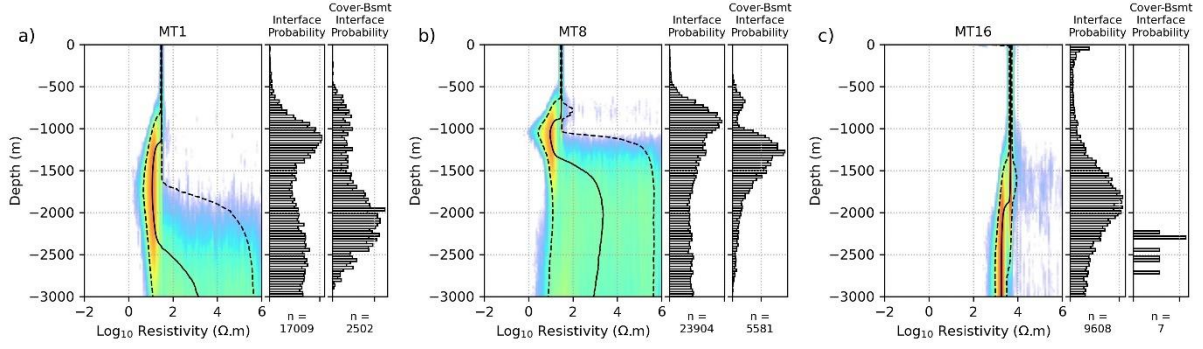 a)
MT1
Interface
Probability
Cover-Bsmt
Interface
Probability
0
−500
−1000
−1500
−2000
−2500
−3000
Depth (m)
−2 0 2 4 6
Log10 Resistivity (Ω.m)
n =
17009
n =
2502
b)
MT8
Interface
Probability
Cover-Bsmt
Interface
Probability
0
−500
−1000
−1500
−2000
−2500
−3000
Depth (m)
−2 0 2 4 6
Log10 Resistivity (Ω.m)
n =
23904
n =
5581
c)
MT16
Interface
Probability
Cover-Bsmt
Interface
Probability
0
−500
−1000
−1500
−2000
−2500
−3000
Depth (m)
−2 0 2 4 6
Log10 Resistivity (Ω.m)
n =
9608
n =
7